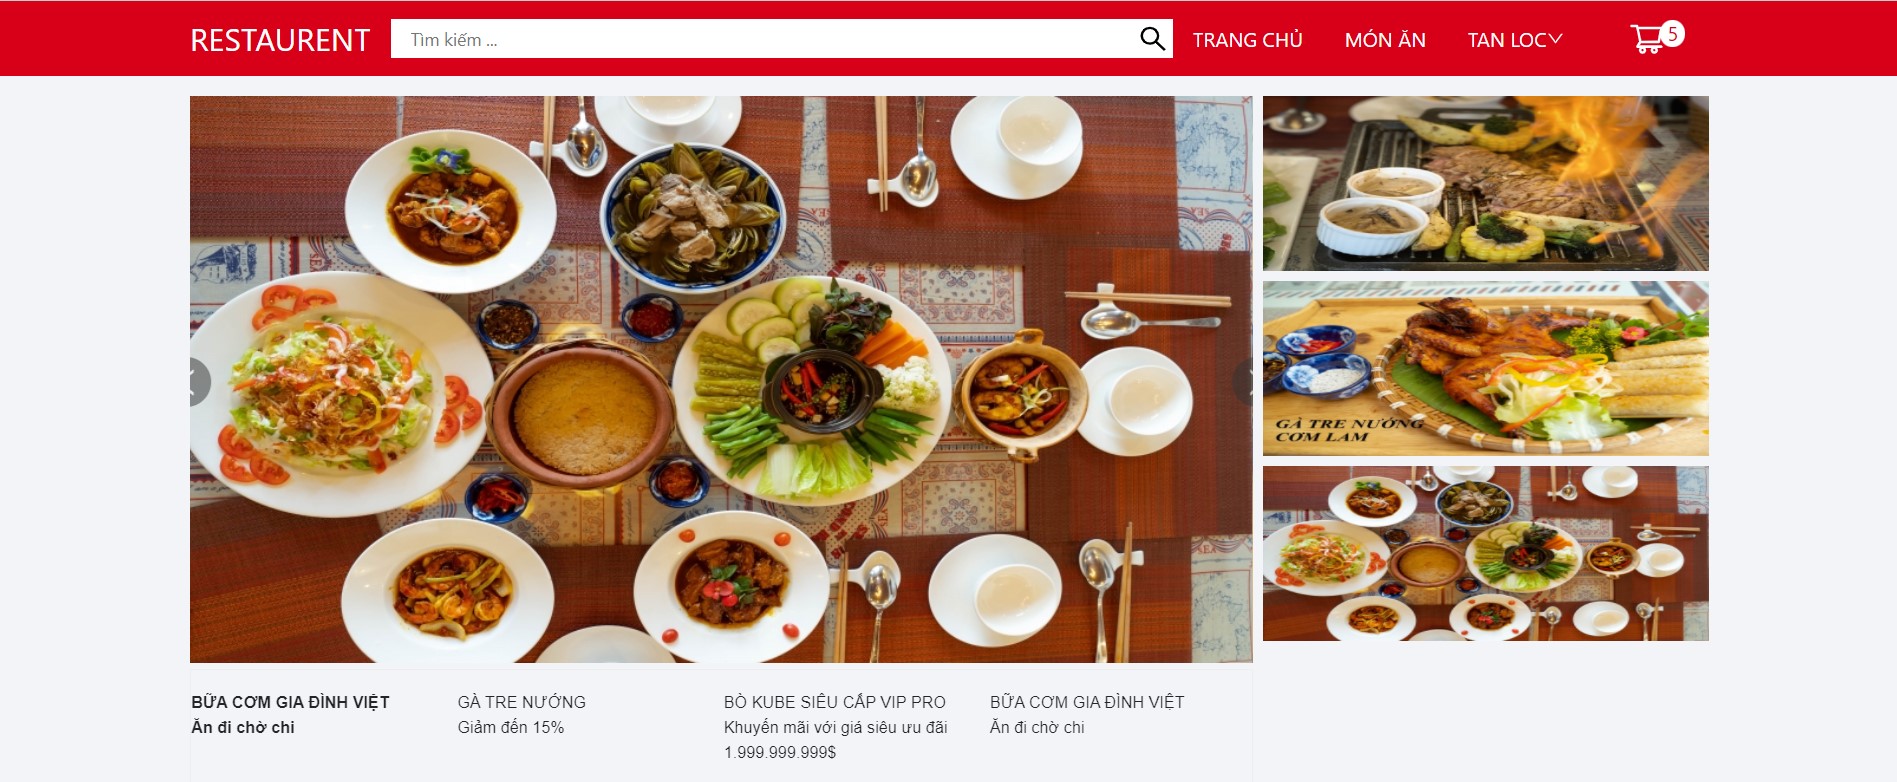 RESTAURENT
Tìm kiếm ...
TRANG CHỦ
MÓN ĂN
TAN LOC
5
GÀ TRE NƯỚNG
CƠM LAM
BỮA CƠM GIA ĐÌNH VIỆT
Ăn đi chờ chi
GÀ TRE NƯỚNG
Giảm đến 15%
BÒ KUBE SIÊU CẤP VIP PRO
Khuyến mãi với giá siêu ưu đãi
1.999.999.999$
BỮA CƠM GIA ĐÌNH VIỆT
Ăn đi chờ chi